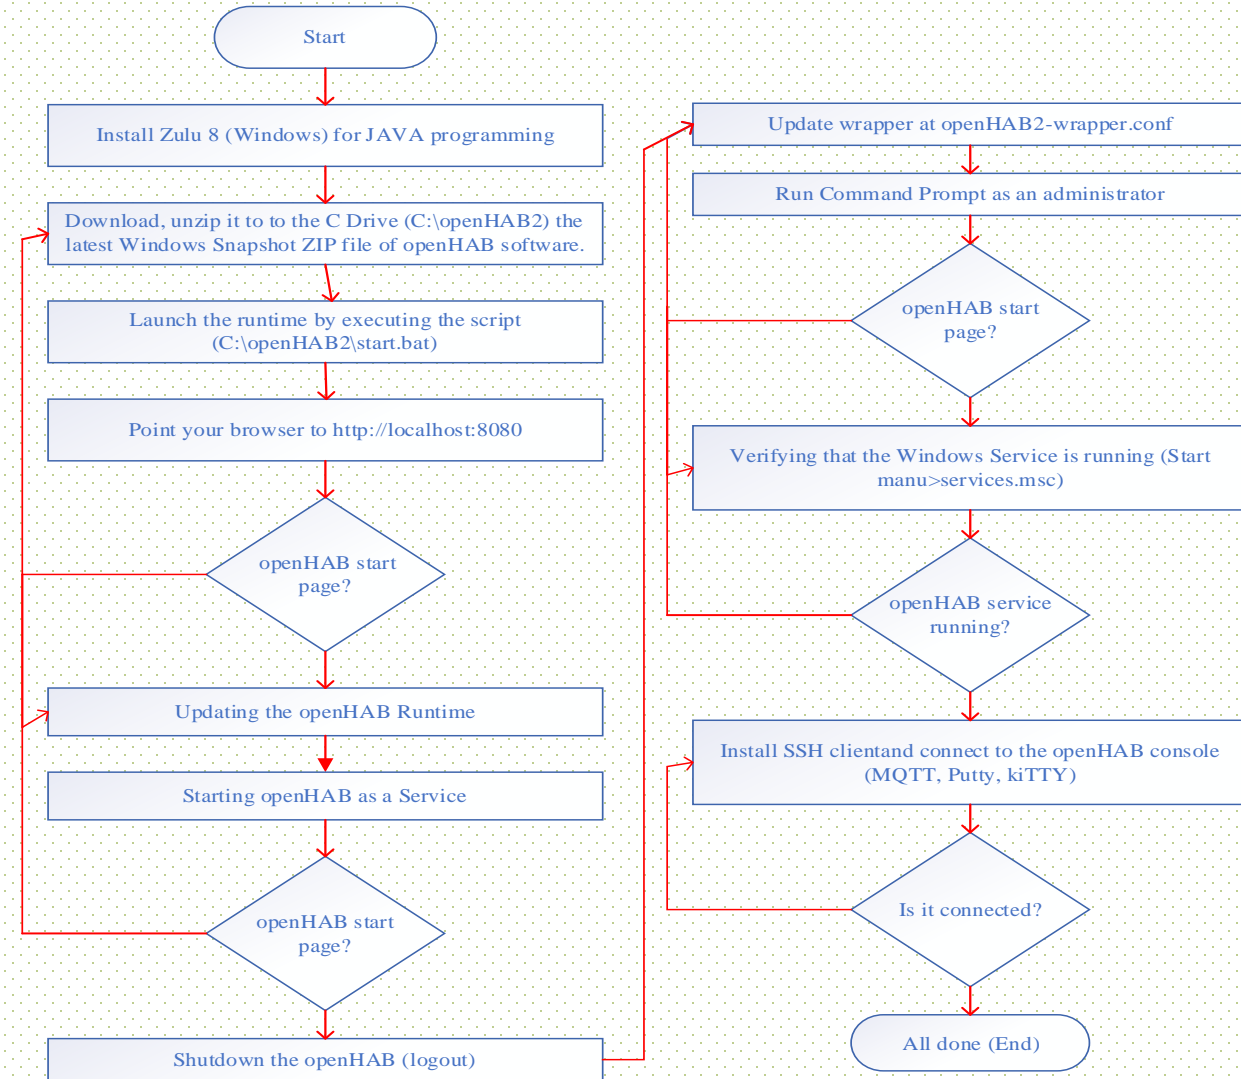 Start
Install Zulu 8 (Windows) for JAVA programming
Download, unzip it to to the C Drive (C:\openHAB2) the
latest Windows Snapshot ZIP file of openHAB software.
Launch the runtime by executing the script
(C:\openHAB2\start.bat)
Point your browser to http://localhost:8080
openHAB start
page?
Updating the openHAB Runtime
Starting openHAB as a Service
openHAB start
page?
Shutdown the openHAB (logout)
Update wrapper at openHAB2-wrapper.conf
Run Command Prompt as an administrator
openHAB start
page?
Verifying that the Windows Service is running (Start
manu>services.msc)
openHAB service
running?
Install SSH clientand connect to the openHAB console
(MQTT, Putty, kiTTY)
Is it connected?
All done (End)